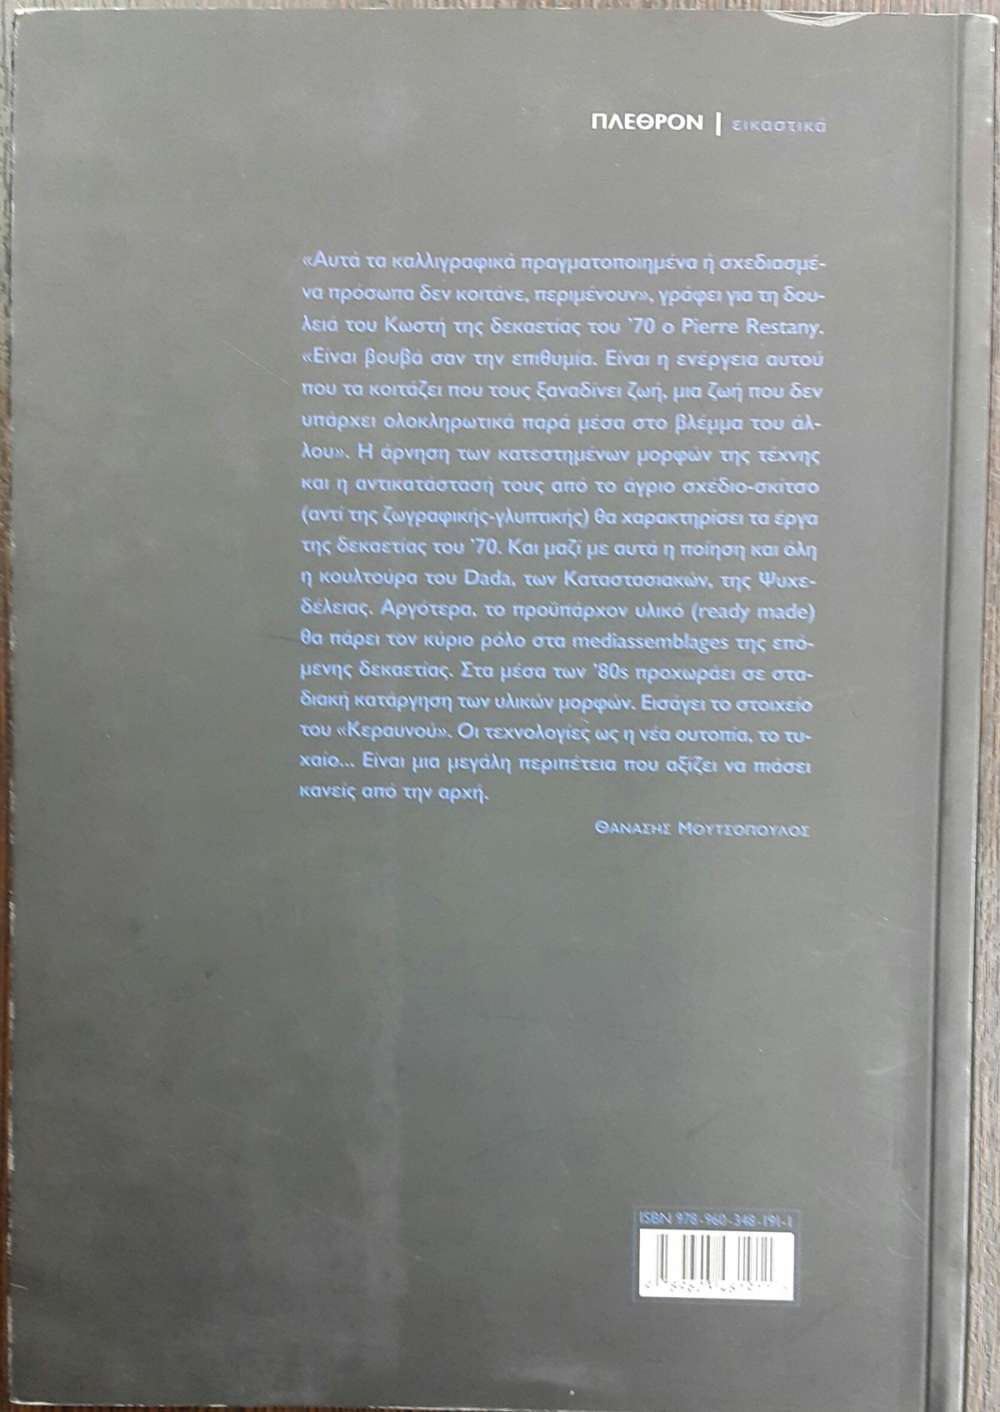 ΠΛΕΘΡΟΝ | εικαστικά
«Αυτά τα καλλιγραφικά πραγματοποιημένα ή σχεδιασμέ-
να πρόσωπα δεν κοιτάνε, περιμένουν», γράφει για τη δου-
λειά του Κωστή της δεκαετίας του '70 ο Pierre Restany.
«Είναι βουβά σαν την επιθυμία. Είναι η ενέργεια αυτού
που τα κοιτάζει που τους ξαναδίνει ζωή, μια ζωή που δεν
υπάρχει ολοκληρωτικά παρά μέσα στο βλέμμα του άλ-
λου». Η άρνηση των κατεστημένων μορφών της τέχνης
και η αντικατάστασή τους από το άγριο σχέδιο-σκίτσο
(αντί της ζωγραφικής-γλυπτικής) θα χαρακτηρίσει τα έργα
της δεκαετίας του '70. Και μαζί με αυτά η ποίηση και όλη
η κουλτούρα του Dada, των Καταστασιακών, της Ψυχε-
δέλειας. Αργότερα, το προϋπάρχον υλικό (ready made)
θα πάρει τον κύριο ρόλο στα mediassemblages της επό-
μενης δεκαετίας. Στα μέσα των '80s προχωράει σε στα-
διακή κατάργηση των υλικών μορφών. Εισάγει το στοιχείο
του «Κεραυνού». Οι τεχνολογίες ως η νέα ουτοπία, το τυ-
χαίο... Είναι μια μεγάλη περιπέτεια που αξίζει να πιάσει
κανείς από την αρχή.
ΘΑΝΑΣΗΣ ΜΟΥΤΣΟΠΟΥΛΟΣ
ISBN 978-960-348-191-1